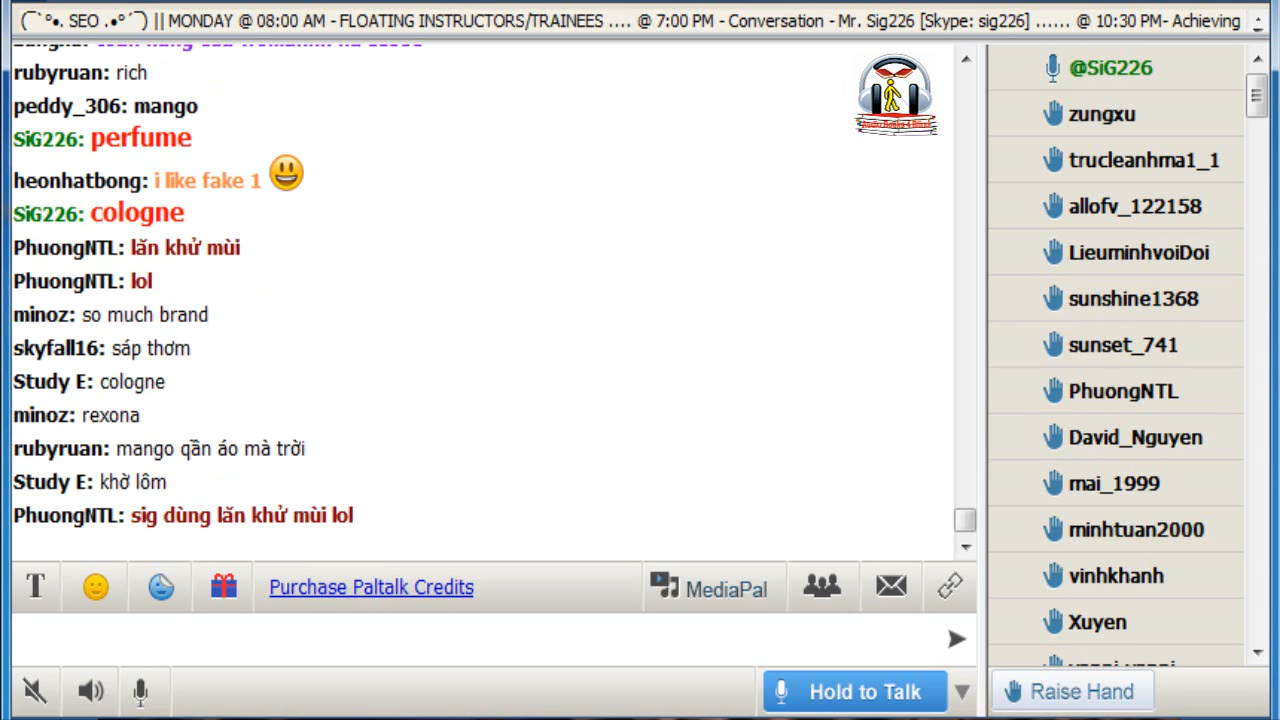 (¯`°•. SEO .•°´¯) || MONDAY @ 08:00 AM - FLOATING INSTRUCTORS/TRAINEES .... @ 7:00 PM - Conversation - Mr. Sig226 [Skype: sig226] ...... @ 10:30 PM- Achieving
rubyruan: rich
peddy_306: mango
SiG226: perfume
heonhatbong: i like fake 1
SiG226: cologne
PhuongNTL: lăn khử mùi
PhuongNTL: lol
minoz: so much brand
skyfall16: sáp thơm
Study E: cologne
minoz: rexona
rubyruan: mango qần áo mà trời
Study E: khờ lôm
PhuongNTL: sig dùng lăn khử mùi lol
T
Purchase Paltalk Credits
MediaPal
Hold to Talk
@SiG226
zungxu
trucleanhma1_1
allofv_122158
LieuminhvoiDoi
sunshine1368
sunset_741
PhuongNTL
David_Nguyen
mai_1999
minhtuan2000
vinhkhanh
Xuyen
Raise Hand